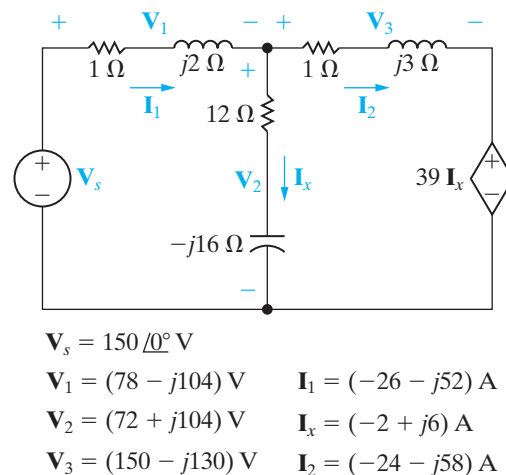 + V₁ − + V₃ −
1 Ω j2 Ω + 1 Ω j3 Ω
I₁ 12 Ω I₂
+ − Vₛ V₂ Iₓ 39 Iₓ + −
−j16 Ω
−
Vₛ = 150 /0° V
V₁ = (78 − j104) V I₁ = (−26 − j52) A
V₂ = (72 + j104) V Iₓ = (−2 + j6) A
V₃ = (150 − j130) V I₂ = (−24 − j58) A